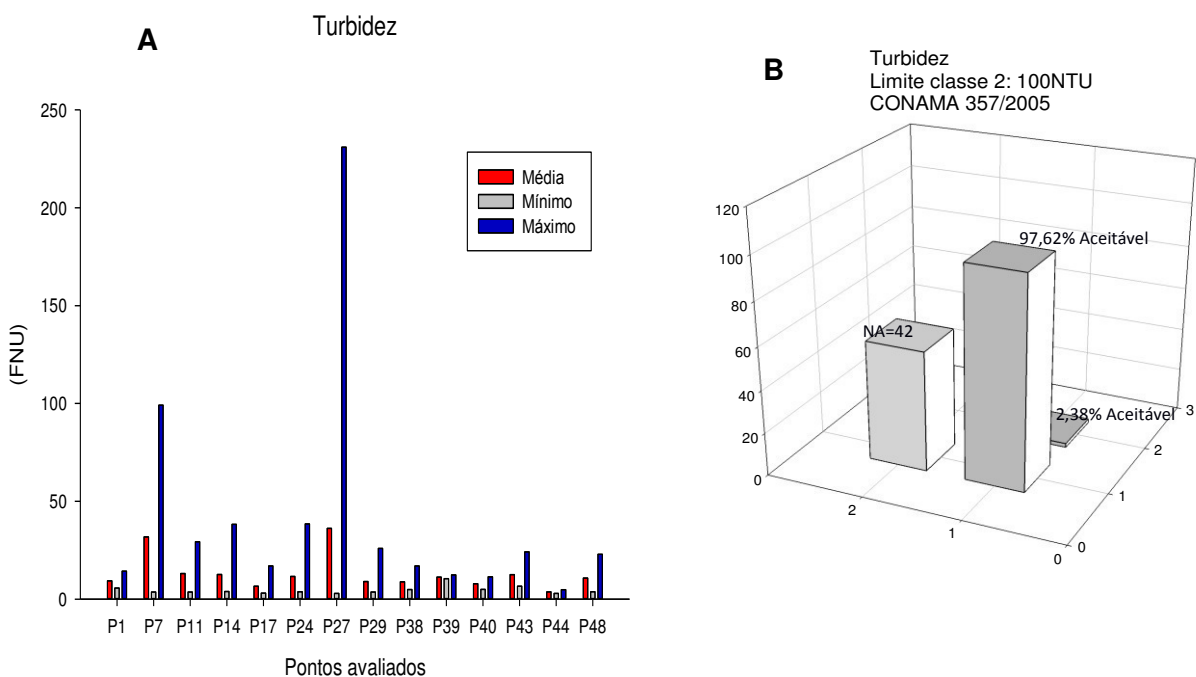 A
Turbidez
250
200
150
100
50
0
(FNU)
Média
Mínimo
Máximo
P1 P7 P11 P14 P17 P24 P27 P29 P38 P39 P40 P43 P44 P48
Pontos avaliados
B
Turbidez
Limite classe 2: 100NTU
CONAMA 357/2005
120
100
80
60
40
20
0
97,62% Aceitável
NA=42
2,38% Aceitável
3
2
1
0
2
1
0